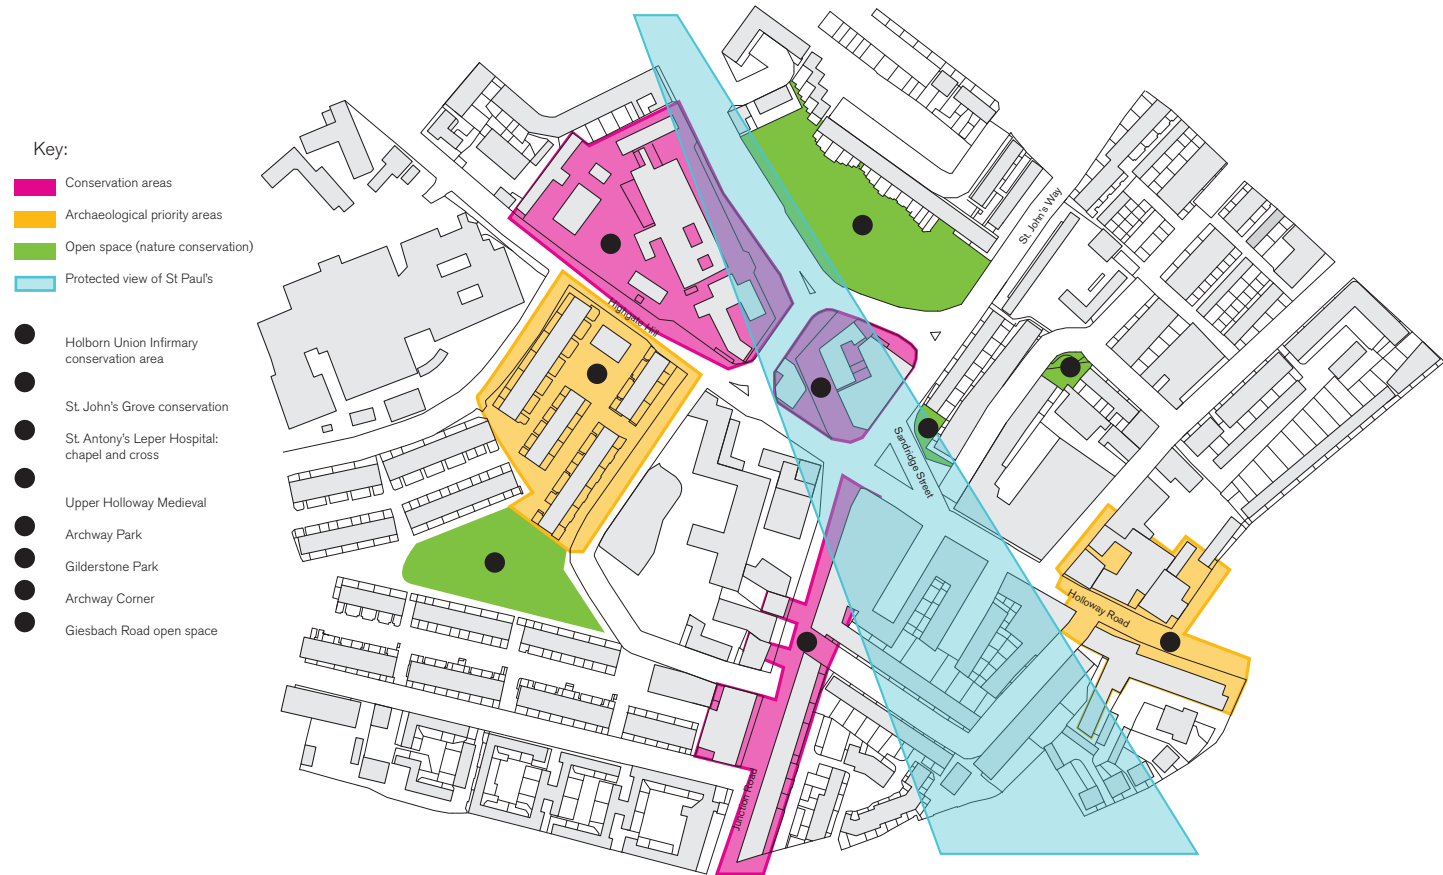 Key:
Conservation areas
Archaeological priority areas
Open space (nature conservation)
Protected view of St Paul's
Holborn Union Infirmary
conservation area
St. John's Grove conservation
St. Antony's Leper Hospital:
chapel and cross
Upper Holloway Medieval
Archway Park
Gilderstone Park
Archway Corner
Giesbach Road open space
St. John's Way
Highgate Hill
Sandridge Street
Holloway Road
Junction Road